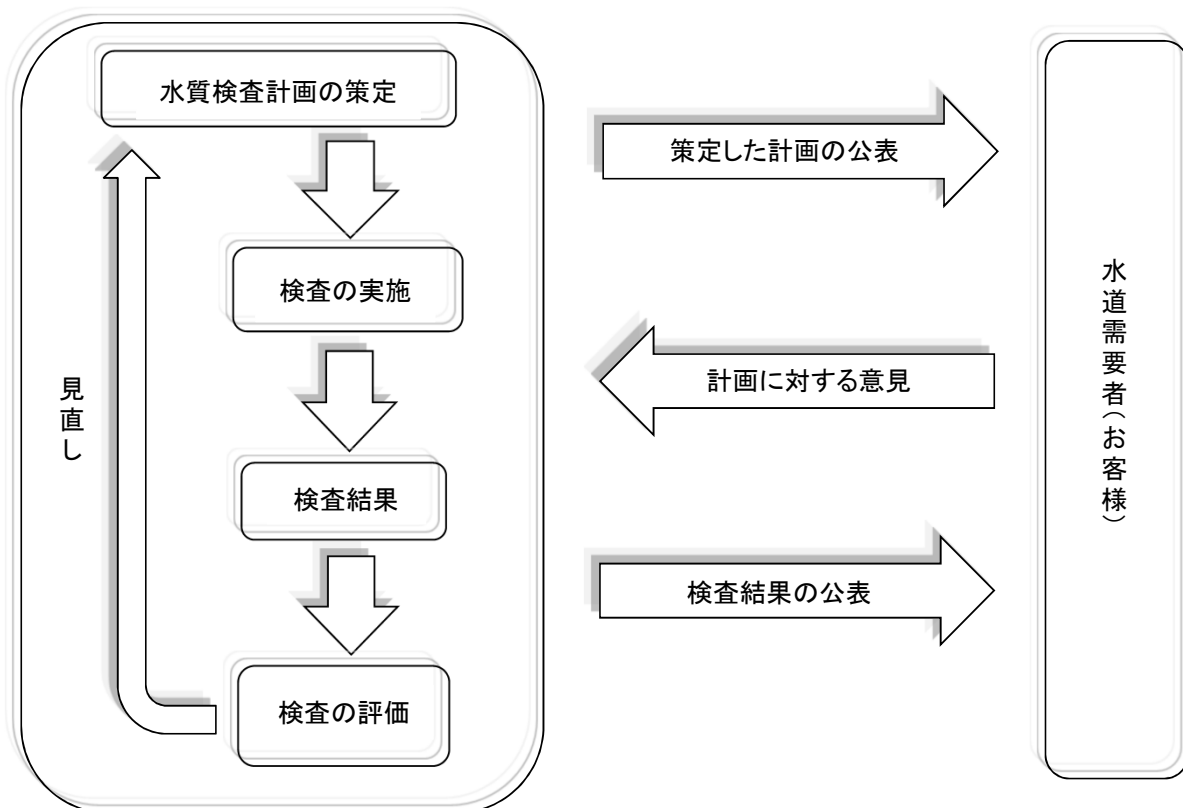 水質検査計画の策定
策定した計画の公表
検査の実施
計画に対する意見
見直し
検査結果
検査結果の公表
検査の評価
水道需要者（お客様）